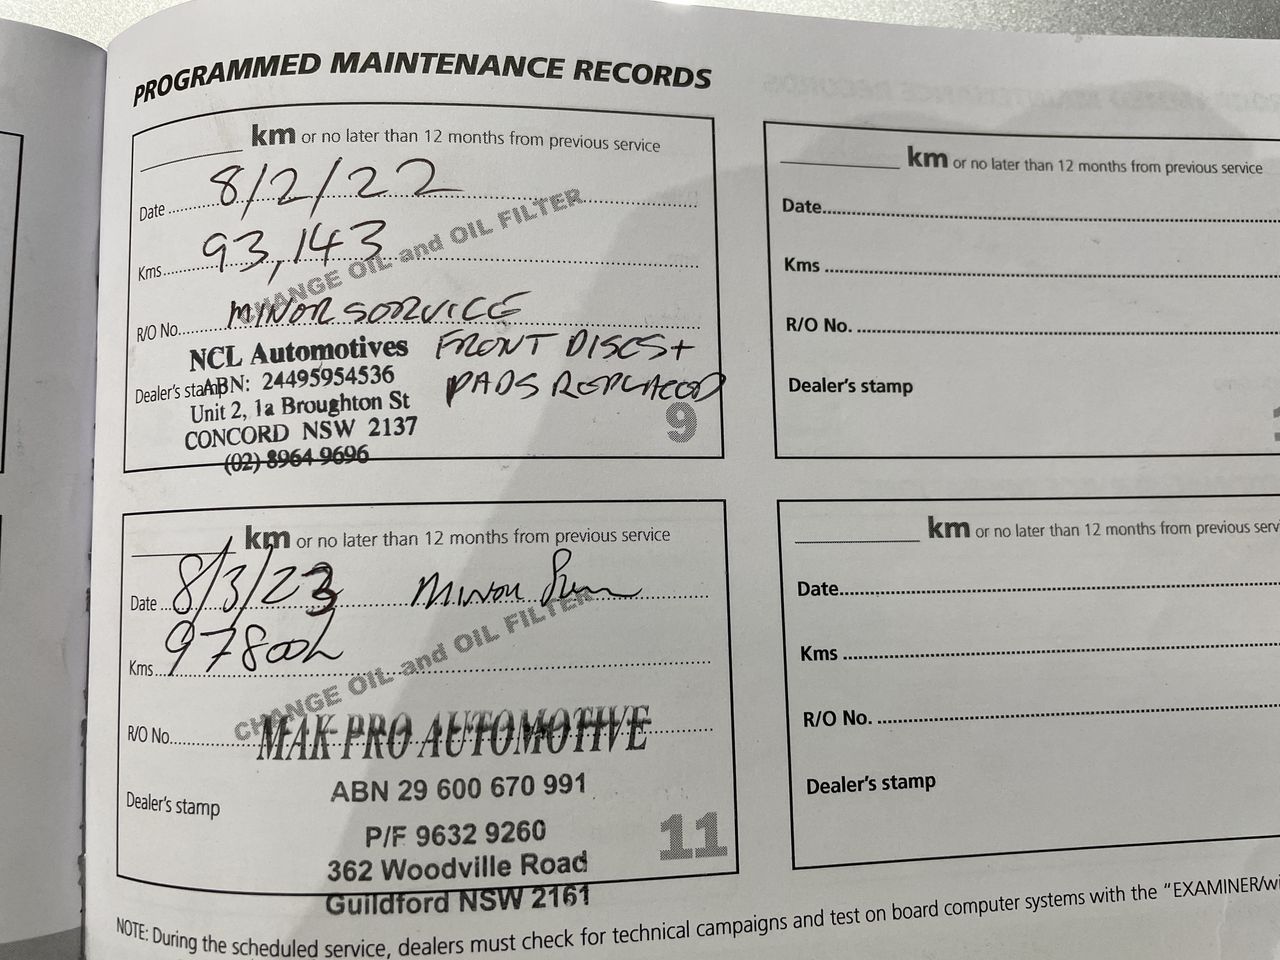 PROGRAMMED MAINTENANCE RECORDS
km or no later than 12 months from previous service
Date 8/2/22
CHANGE OIL and OIL FILTER
Kms 93,143
R/O No. MINOR SERVICE
NCL Automotives FRONT DISCS +
Dealer's stamp ABN: 24495954536 PADS REPLACED
Unit 2, 1a Broughton St
CONCORD NSW 2137
(02) 8964 9696
9
km or no later than 12 months from previous service
Date 8/3/23 Minor
Kms 97800
CHANGE OIL and OIL FILTER
R/O No.
MAK PRO AUTOMOTIVE
Dealer's stamp
ABN 29 600 670 991
P/F 9632 9260
362 Woodville Road
Guildford NSW 2161
11
km or no later than 12 months from previous service
Date
Kms
R/O No.
Dealer's stamp
km or no later than 12 months from previous serv
Date
Kms
R/O No.
Dealer's stamp
NOTE: During the scheduled service, dealers must check for technical campaigns and test on board computer systems with the "EXAMINER/wi